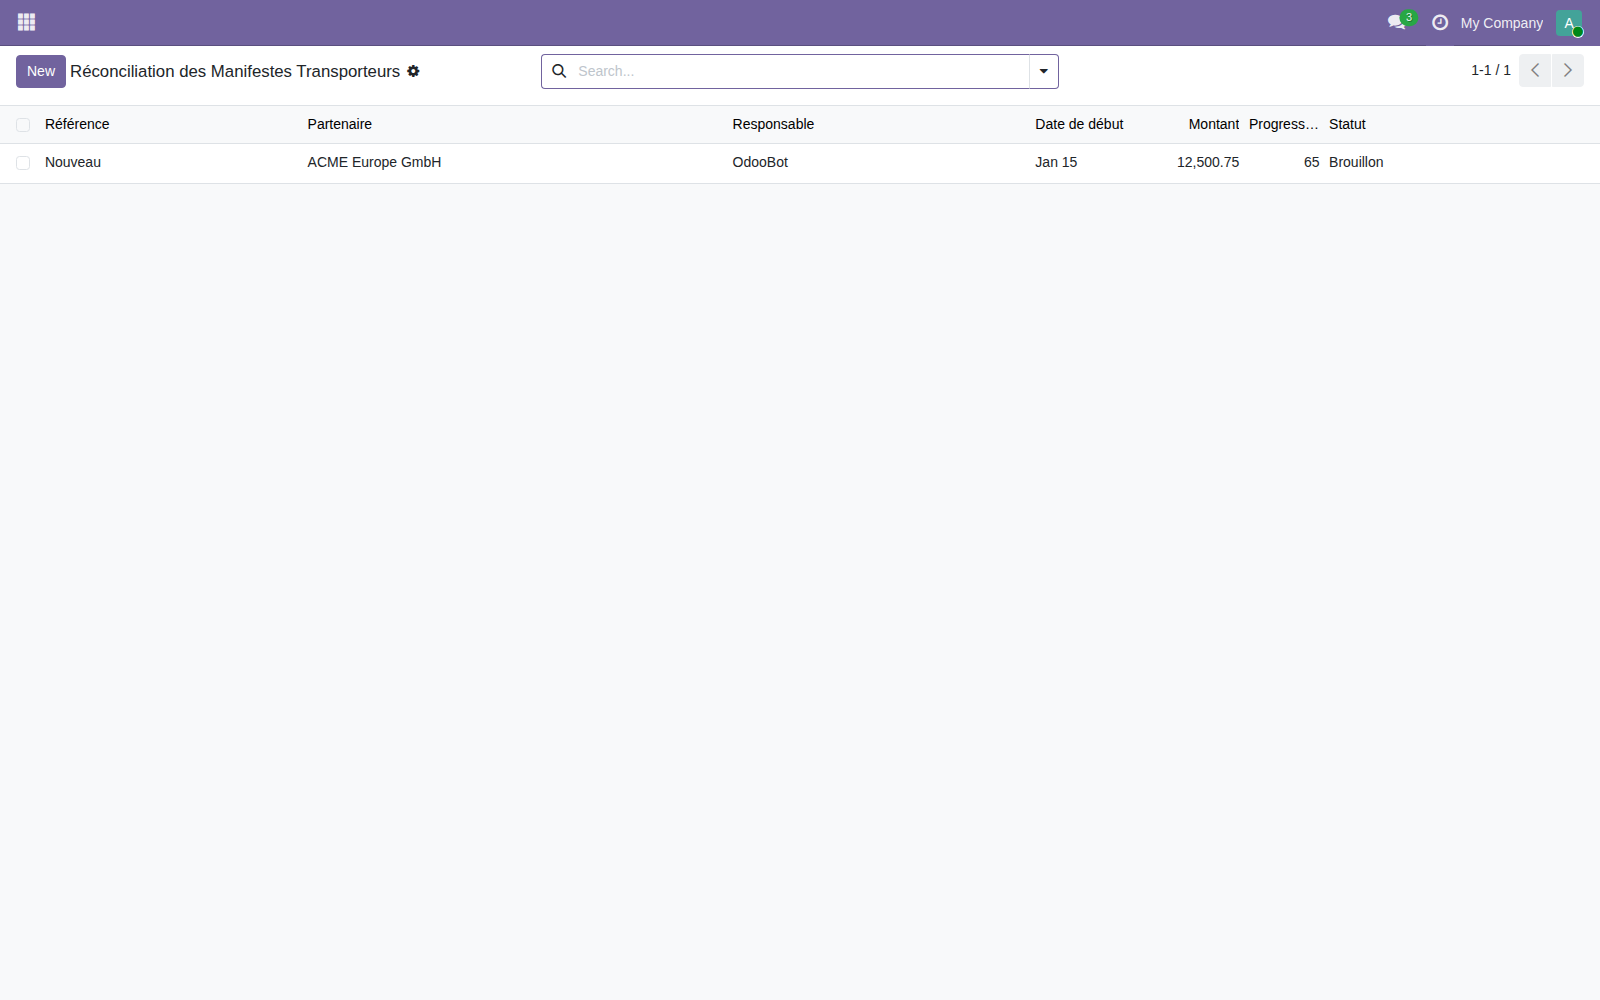 3
My Company
A
New
Réconciliation des Manifestes Transporteurs
Search...
1-1 / 1
Référence Partenaire Responsable Date de début Montant Progress... Statut
Nouveau ACME Europe GmbH OdooBot Jan 15 12,500.75 65 Brouillon